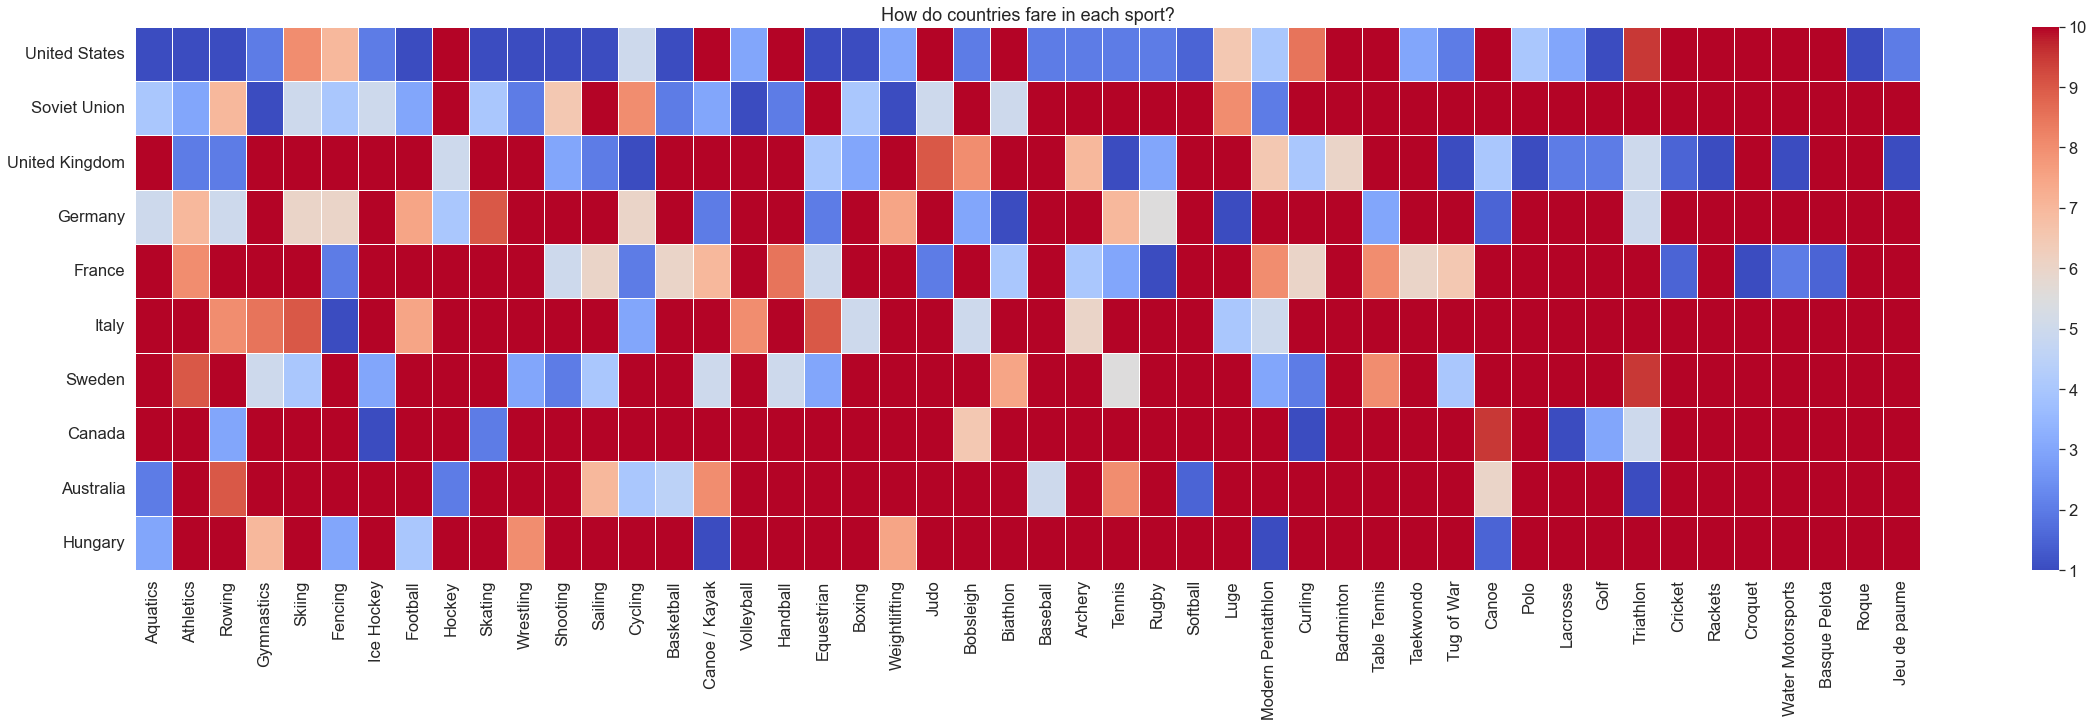 How do countries fare in each sport?
United States
Soviet Union
United Kingdom
Germany
France
Italy
Sweden
Canada
Australia
Hungary
Aquatics
Athletics
Rowing
Gymnastics
Skiing
Fencing
Ice Hockey
Football
Hockey
Skating
Wrestling
Shooting
Sailing
Cycling
Basketball
Canoe / Kayak
Volleyball
Handball
Equestrian
Boxing
Weightlifting
Judo
Bobsleigh
Biathlon
Baseball
Archery
Tennis
Rugby
Softball
Luge
Modern Pentathlon
Curling
Badminton
Table Tennis
Taekwondo
Tug of War
Canoe
Polo
Lacrosse
Golf
Triathlon
Cricket
Rackets
Croquet
Water Motorsports
Basque Pelota
Roque
Jeu de paume
10
9
8
7
6
5
4
3
2
1